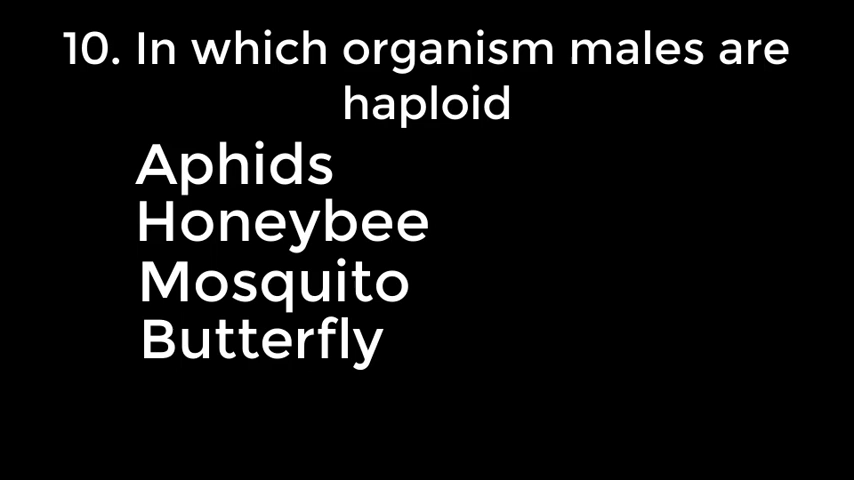 10. In which organism males are
haploid
Aphids
Honeybee
Mosquito
Butterfly